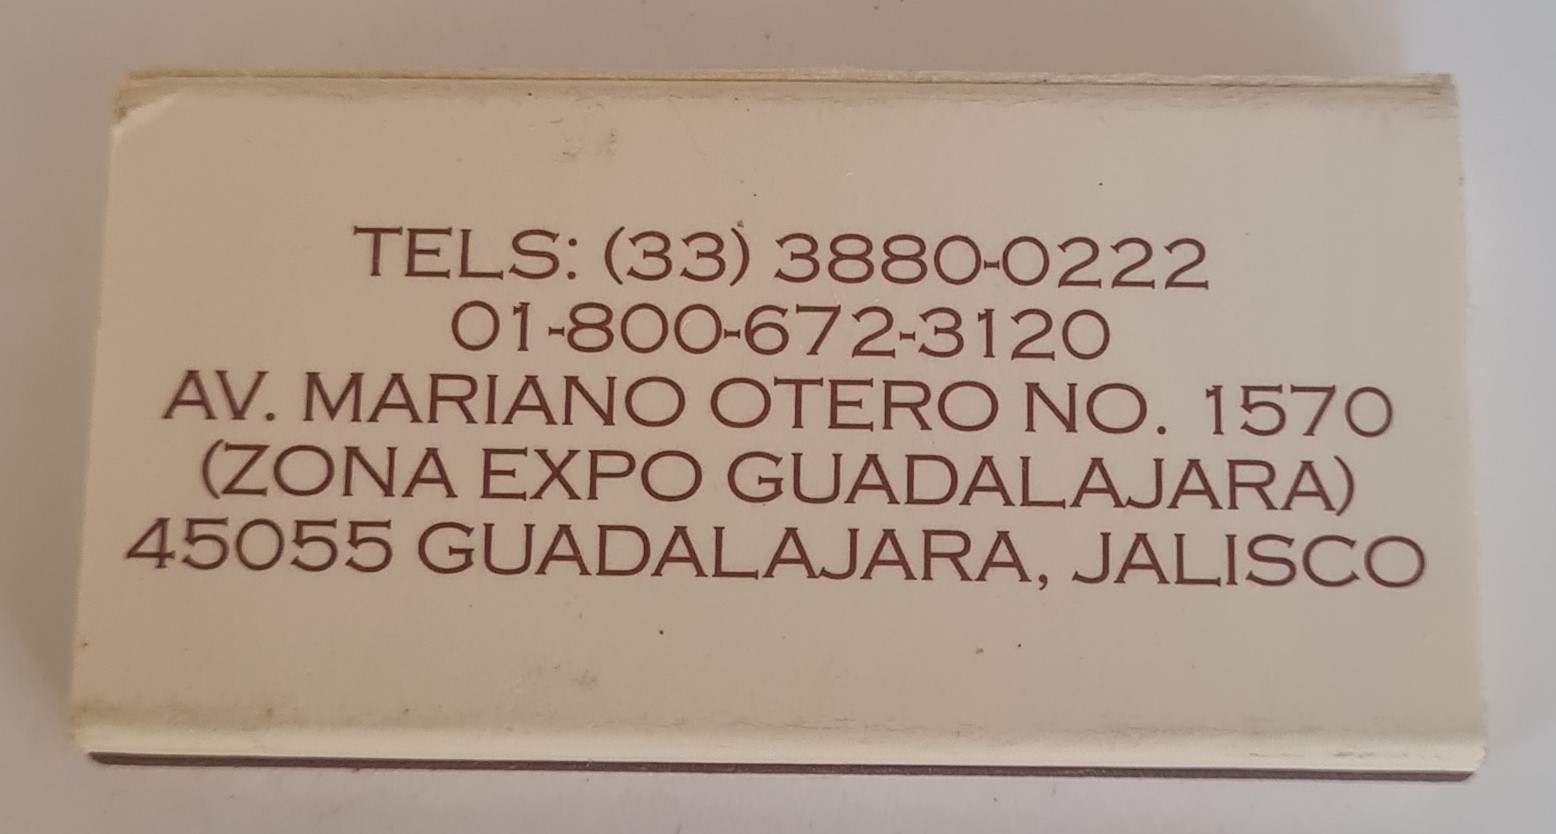 TELS: (33) 3880-0222
01-800-672-3120
AV. MARIANO OTERO NO. 1570
(ZONA EXPO GUADALAJARA)
45055 GUADALAJARA, JALISCO